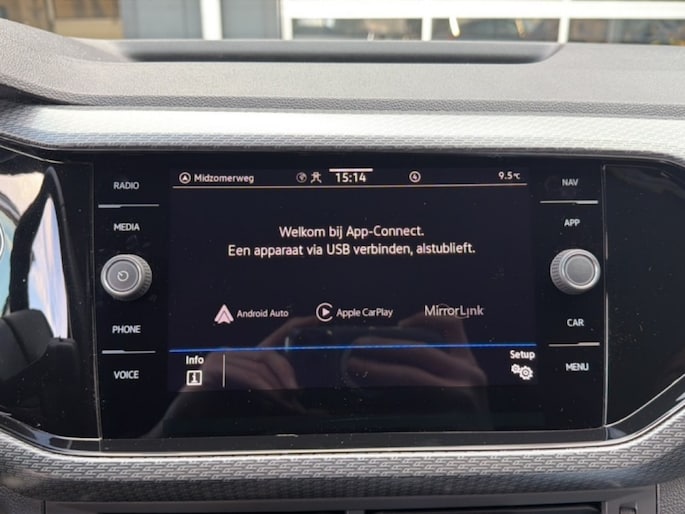 RADIO
MEDIA
PHONE
VOICE
Midzomerweg
15:14
9.5°C
Welkom bij App-Connect.
Een apparaat via USB verbinden, alstublieft.
Android Auto
Apple CarPlay
MirrorLink
Info
Setup
NAV
APP
CAR
MENU